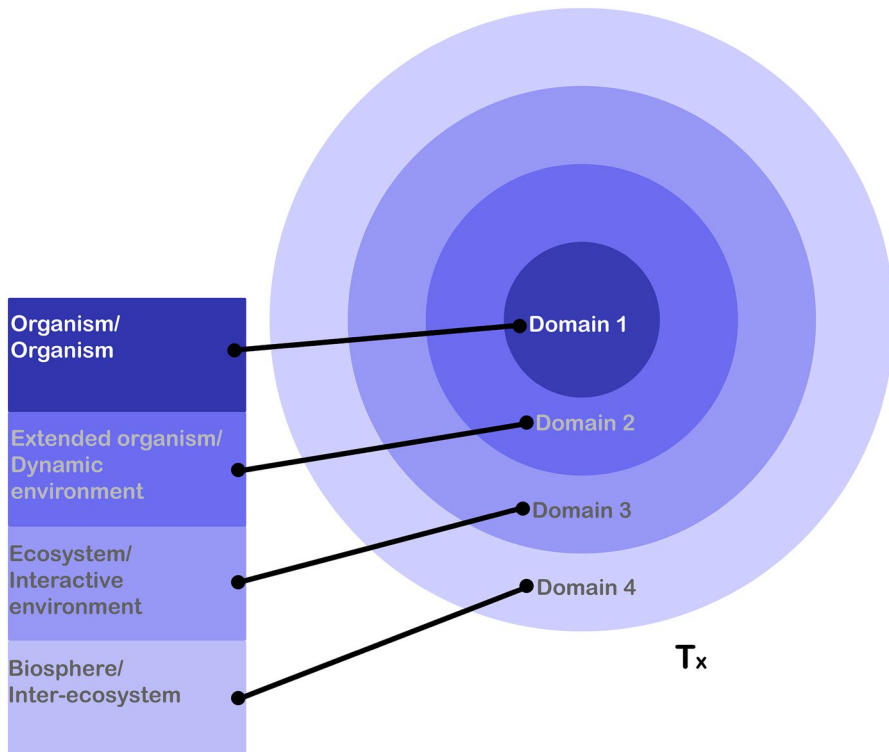 Organism/
Organism
Domain 1
Extended organism/
Dynamic
environment
Domain 2
Ecosystem/
Interactive
environment
Domain 3
Biosphere/
Inter-ecosystem
Domain 4
Tx